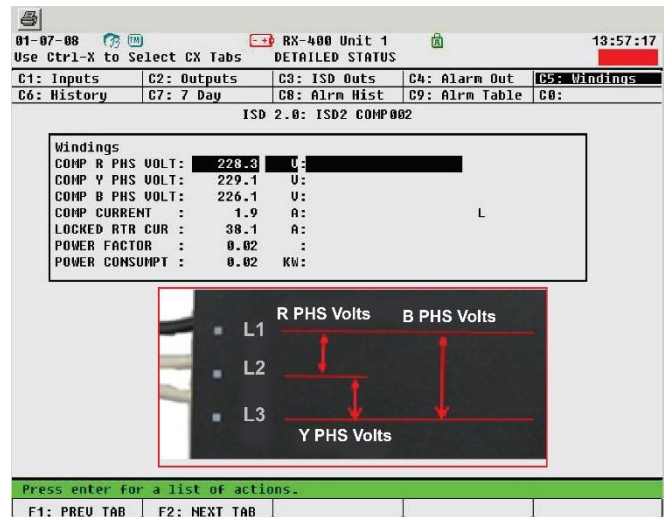 01-07-08 TM - + RX-400 Unit 1 13:57:17
Use Ctrl-X to Select CX Tabs DETAILED STATUS
C1: Inputs C2: Outputs C3: ISD Outs C4: Alarm Out C5: Windings
C6: History C7: 7 Day C8: Alrm Hist C9: Alrm Table C0:
ISD 2.0: ISD2 COMP002
Windings
COMP R PHS VOLT: 228.3 V:
COMP Y PHS VOLT: 229.1 V:
COMP B PHS VOLT: 226.1 V:
COMP CURRENT : 1.9 A: L
LOCKED RTR CUR : 38.1 A:
POWER FACTOR : 0.02 :
POWER CONSUMPT : 0.02 KW:
R PHS Volts B PHS Volts
L1
L2
L3
Y PHS Volts
Press enter for a list of actions.
F1: PREV TAB F2: NEXT TAB